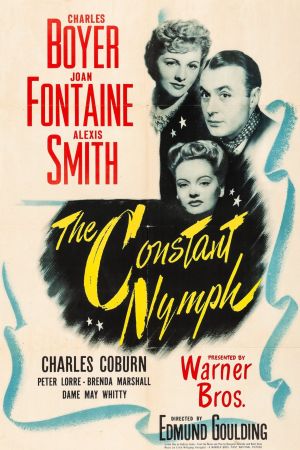 CHARLES
BOYER
JOAN
FONTAINE
ALEXIS
SMITH
The
Constant
Nymph
CHARLES COBURN
PETER LORRE - BRENDA MARSHALL
DAME MAY WHITTY
PRESENTED BY
Warner
Bros.
DIRECTED BY
EDMUND GOULDING